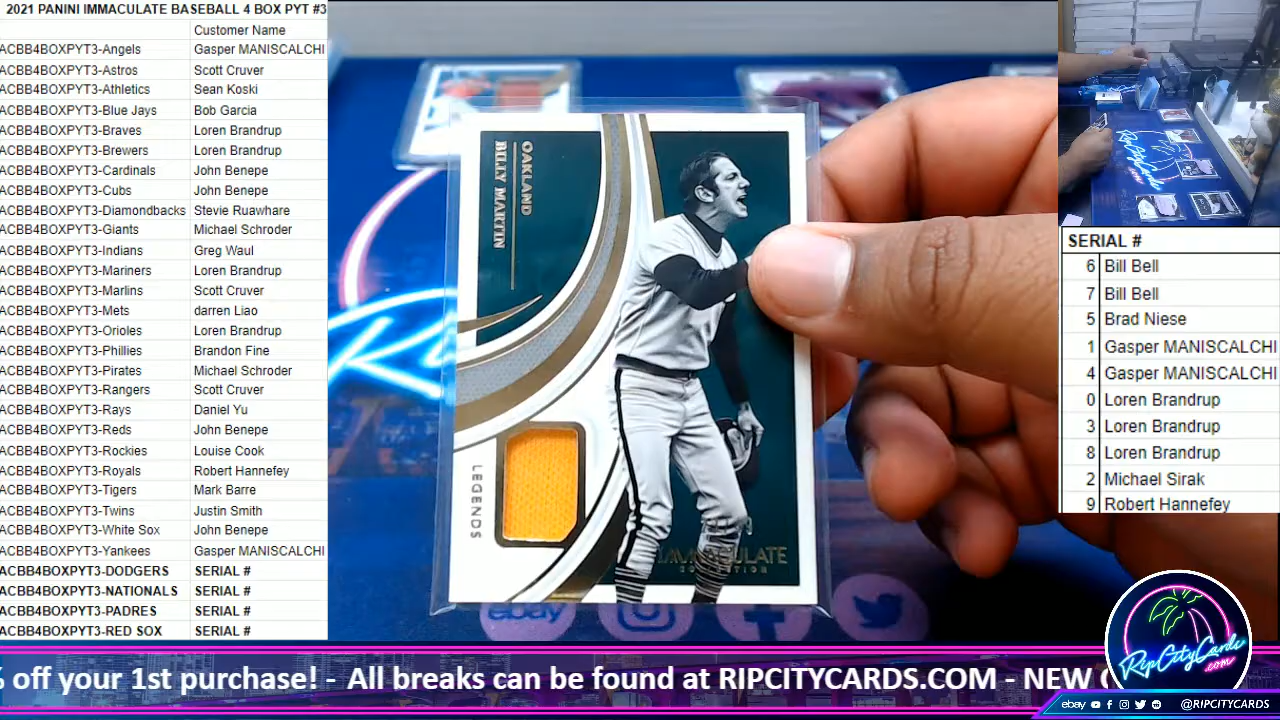 2021 PANINI IMMACULATE BASEBALL 4 BOX PYT #3
Customer Name
ACBB4BOXPYT3-Angels Gasper MANISCALCHI
ACBB4BOXPYT3-Astros Scott Cruver
ACBB4BOXPYT3-Athletics Sean Koski
ACBB4BOXPYT3-Blue Jays Bob Garcia
ACBB4BOXPYT3-Braves Loren Brandrup
ACBB4BOXPYT3-Brewers Loren Brandrup
ACBB4BOXPYT3-Cardinals John Benepe
ACBB4BOXPYT3-Cubs John Benepe
ACBB4BOXPYT3-Diamondbacks Stevie Ruawhare
ACBB4BOXPYT3-Giants Michael Schroder
ACBB4BOXPYT3-Indians Greg Waul
ACBB4BOXPYT3-Mariners Loren Brandrup
ACBB4BOXPYT3-Marlins Scott Cruver
ACBB4BOXPYT3-Mets darren Liao
ACBB4BOXPYT3-Orioles Loren Brandrup
ACBB4BOXPYT3-Phillies Brandon Fine
ACBB4BOXPYT3-Pirates Michael Schroder
ACBB4BOXPYT3-Rangers Scott Cruver
ACBB4BOXPYT3-Rays Daniel Yu
ACBB4BOXPYT3-Reds John Benepe
ACBB4BOXPYT3-Rockies Louise Cook
ACBB4BOXPYT3-Royals Robert Hannefey
ACBB4BOXPYT3-Tigers Mark Barre
ACBB4BOXPYT3-Twins Justin Smith
ACBB4BOXPYT3-White Sox John Benepe
ACBB4BOXPYT3-Yankees Gasper MANISCALCHI
ACBB4BOXPYT3-DODGERS SERIAL #
ACBB4BOXPYT3-NATIONALS SERIAL #
ACBB4BOXPYT3-PADRES SERIAL #
ACBB4BOXPYT3-RED SOX SERIAL #
OAKLAND
BILLY MARTIN
LEGENDS
IMMACULATE
COLLECTION
ebay
SERIAL #
6 Bill Bell
7 Bill Bell
5 Brad Niese
1 Gasper MANISCALCHI
4 Gasper MANISCALCHI
0 Loren Brandrup
3 Loren Brandrup
8 Loren Brandrup
2 Michael Sirak
9 Robert Hannefey
RipCityCards
RipCityCards
.com
% off your 1st purchase! - All breaks can be found at RIPCITYCARDS.COM - NEW
ebay @RIPCITYCARDS